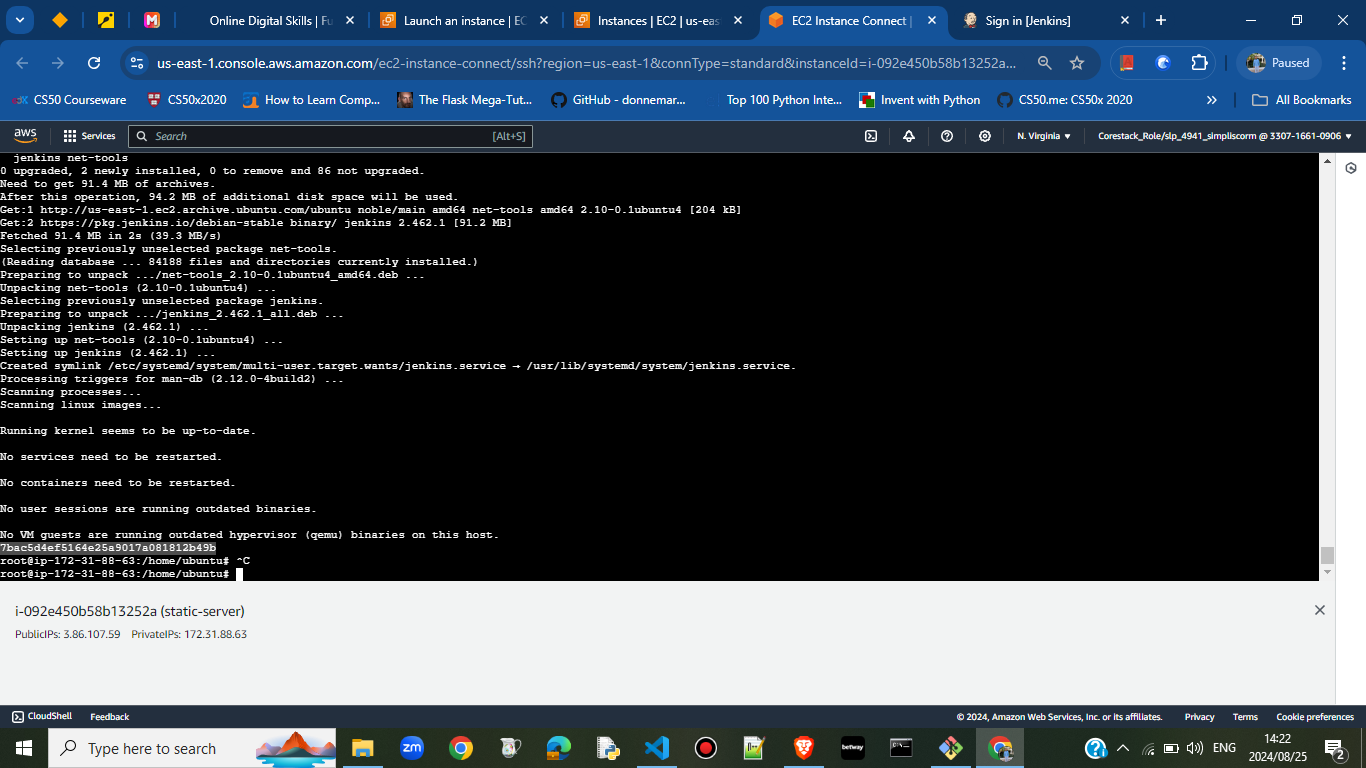 Online Digital Skills | Fu
Launch an instance | EC
Instances | EC2 | us-eas
EC2 Instance Connect |
Sign in [Jenkins]
us-east-1.console.aws.amazon.com/ec2-instance-connect/ssh?region=us-east-1&connType=standard&instanceId=i-092e450b58b13252a...
Paused
CS50 Courseware
CS50x2020
How to Learn Comp...
The Flask Mega-Tut...
GitHub - donnemar...
Top 100 Python Inte...
Invent with Python
CS50.me: CS50x 2020
»
All Bookmarks
aws
Services
Search
[Alt+S]
N. Virginia
Corestack_Role/slp_4941_simpliscorm @ 3307-1661-0906
jenkins net-tools
0 upgraded, 2 newly installed, 0 to remove and 86 not upgraded.
Need to get 91.4 MB of archives.
After this operation, 94.2 MB of additional disk space will be used.
Get:1 http://us-east-1.ec2.archive.ubuntu.com/ubuntu noble/main amd64 net-tools amd64 2.10-0.1ubuntu4 [204 kB]
Get:2 https://pkg.jenkins.io/debian-stable binary/ jenkins 2.462.1 [91.2 MB]
Fetched 91.4 MB in 2s (39.3 MB/s)
Selecting previously unselected package net-tools.
(Reading database ... 84188 files and directories currently installed.)
Preparing to unpack .../net-tools_2.10-0.1ubuntu4_amd64.deb ...
Unpacking net-tools (2.10-0.1ubuntu4) ...
Selecting previously unselected package jenkins.
Preparing to unpack .../jenkins_2.462.1_all.deb ...
Unpacking jenkins (2.462.1) ...
Setting up net-tools (2.10-0.1ubuntu4) ...
Setting up jenkins (2.462.1) ...
Created symlink /etc/systemd/system/multi-user.target.wants/jenkins.service → /usr/lib/systemd/system/jenkins.service.
Processing triggers for man-db (2.12.0-4build2) ...
Scanning processes...
Scanning linux images...
Running kernel seems to be up-to-date.
No services need to be restarted.
No containers need to be restarted.
No user sessions are running outdated binaries.
No VM guests are running outdated hypervisor (qemu) binaries on this host.
7bac5d4ef5164e25a9017a081812b49b
root@ip-172-31-88-63:/home/ubuntu# ^C
root@ip-172-31-88-63:/home/ubuntu#
i-092e450b58b13252a (static-server)
PublicIPs: 3.86.107.59 PrivateIPs: 172.31.88.63
CloudShell
Feedback
© 2024, Amazon Web Services, Inc. or its affiliates.
Privacy
Terms
Cookie preferences
Type here to search
zm
betway
ENG
14:22
2024/08/25
2